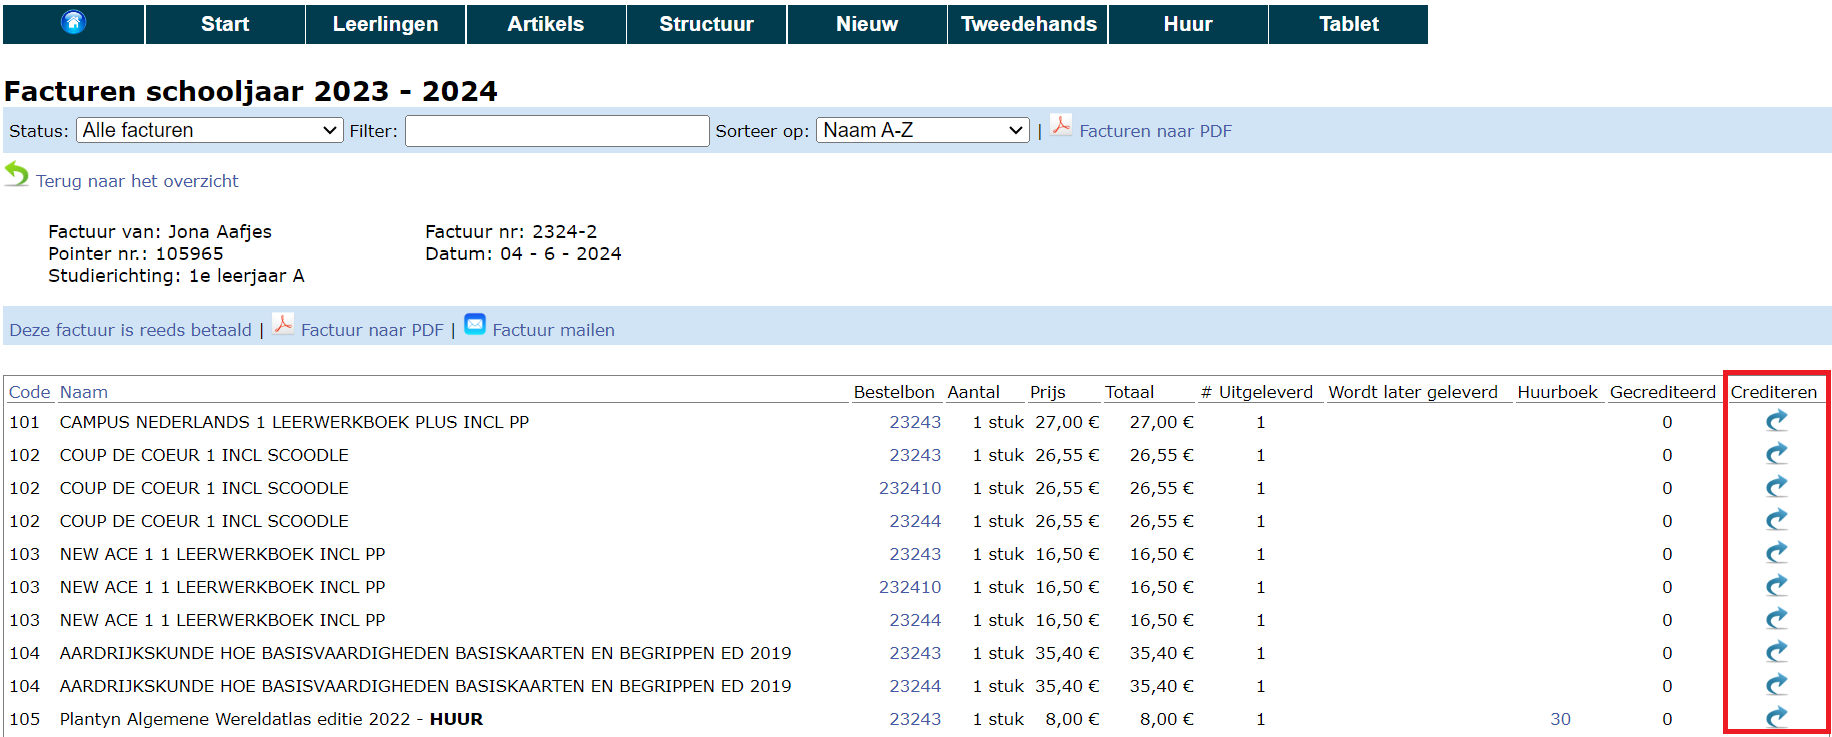 Start Leerlingen Artikels Structuur Nieuw Tweedehands Huur Tablet
Facturen schooljaar 2023 - 2024
Status: Alle facturen Filter: Sorteer op: Naam A-Z | Facturen naar PDF
Terug naar het overzicht
Factuur van: Jona Aafjes Factuur nr: 2324-2
Pointer nr.: 105965 Datum: 04 - 6 - 2024
Studierichting: 1e leerjaar A
Deze factuur is reeds betaald | Factuur naar PDF | Factuur mailen
Code Naam Bestelbon Aantal Prijs Totaal # Uitgeleverd Wordt later geleverd Huurboek Gecrediteerd Crediteren
101 CAMPUS NEDERLANDS 1 LEERWERKBOEK PLUS INCL PP 23243 1 stuk 27,00 € 27,00 € 1 0
102 COUP DE COEUR 1 INCL SCOODLE 23243 1 stuk 26,55 € 26,55 € 1 0
102 COUP DE COEUR 1 INCL SCOODLE 232410 1 stuk 26,55 € 26,55 € 1 0
102 COUP DE COEUR 1 INCL SCOODLE 23244 1 stuk 26,55 € 26,55 € 1 0
103 NEW ACE 1 1 LEERWERKBOEK INCL PP 23243 1 stuk 16,50 € 16,50 € 1 0
103 NEW ACE 1 1 LEERWERKBOEK INCL PP 232410 1 stuk 16,50 € 16,50 € 1 0
103 NEW ACE 1 1 LEERWERKBOEK INCL PP 23244 1 stuk 16,50 € 16,50 € 1 0
104 AARDRIJKSKUNDE HOE BASISVAARDIGHEDEN BASISKAARTEN EN BEGRIPPEN ED 2019 23243 1 stuk 35,40 € 35,40 € 1 0
104 AARDRIJKSKUNDE HOE BASISVAARDIGHEDEN BASISKAARTEN EN BEGRIPPEN ED 2019 23244 1 stuk 35,40 € 35,40 € 1 0
105 Plantyn Algemene Wereldatlas editie 2022 - HUUR 23243 1 stuk 8,00 € 8,00 € 1 30 0